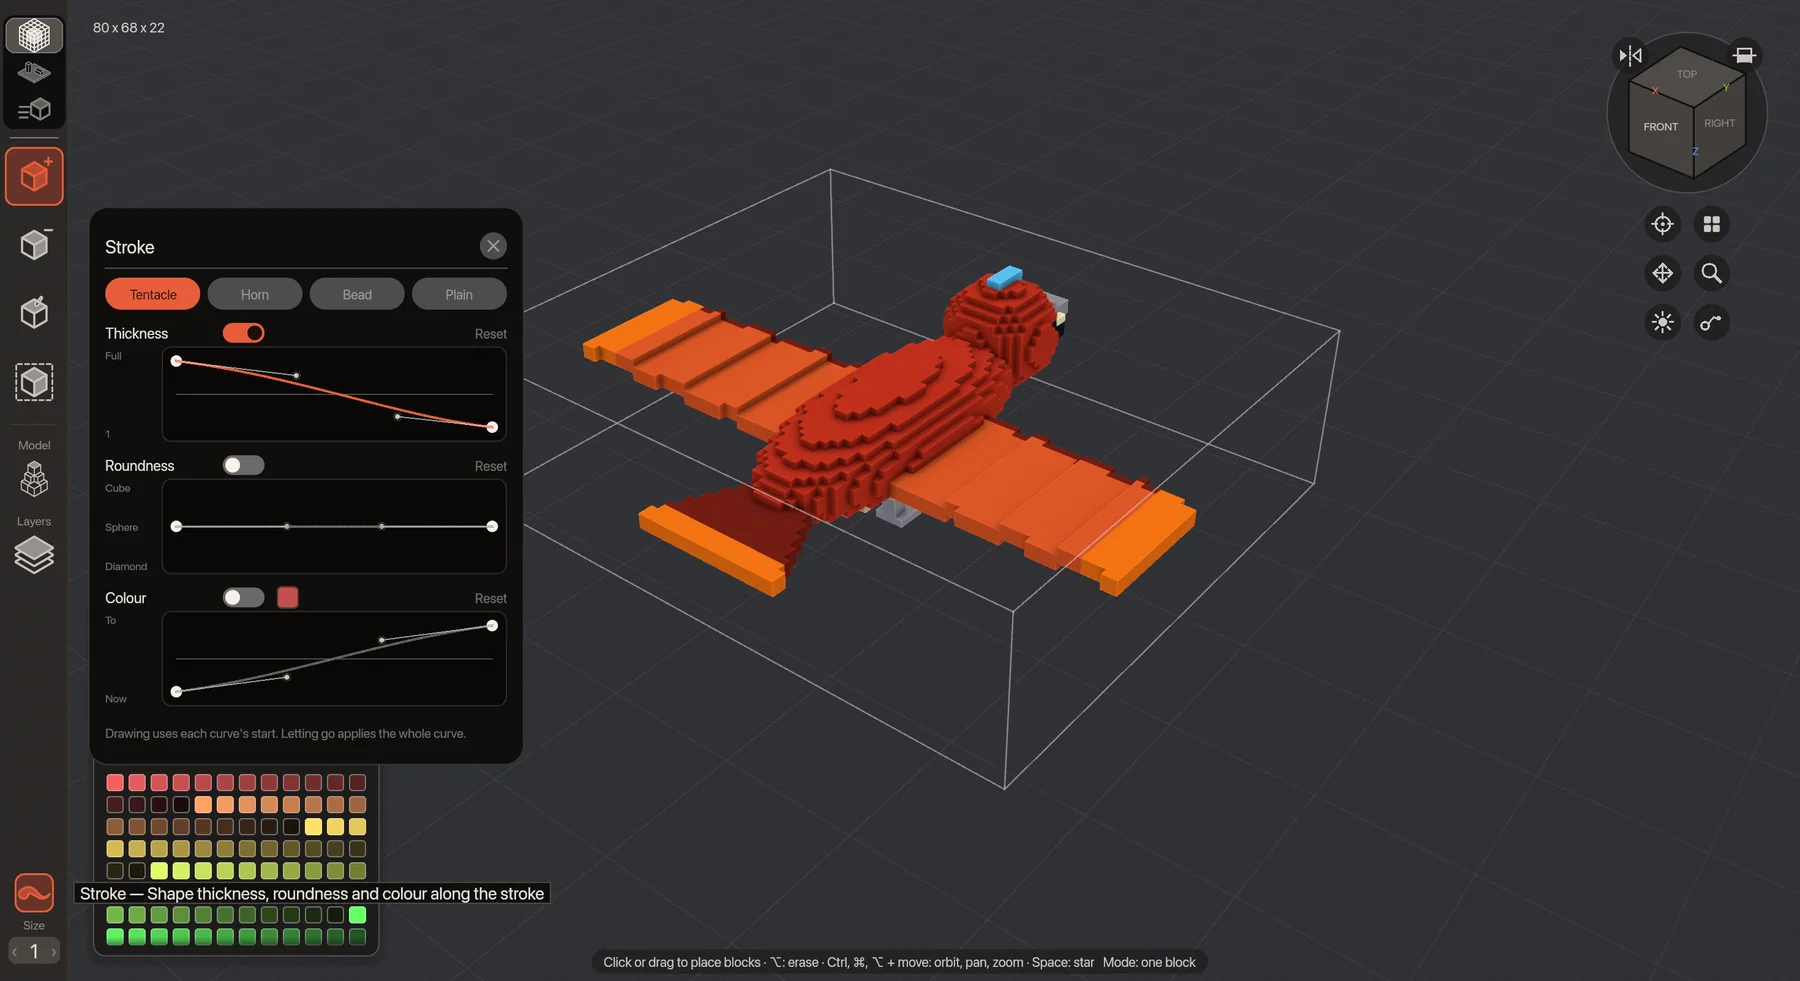 80 x 68 x 22
TOP
X
Y
FRONT
RIGHT
Z
Stroke
Tentacle
Horn
Bead
Plain
Thickness
Reset
Full
1
Roundness
Reset
Cube
Sphere
Diamond
Colour
Reset
To
Now
Drawing uses each curve's start. Letting go applies the whole curve.
Model
Layers
Stroke — Shape thickness, roundness and colour along the stroke
Size
‹ 1 ›
Click or drag to place blocks · ⌥: erase · Ctrl, ⌘, ⌥ + move: orbit, pan, zoom · Space: star Mode: one block